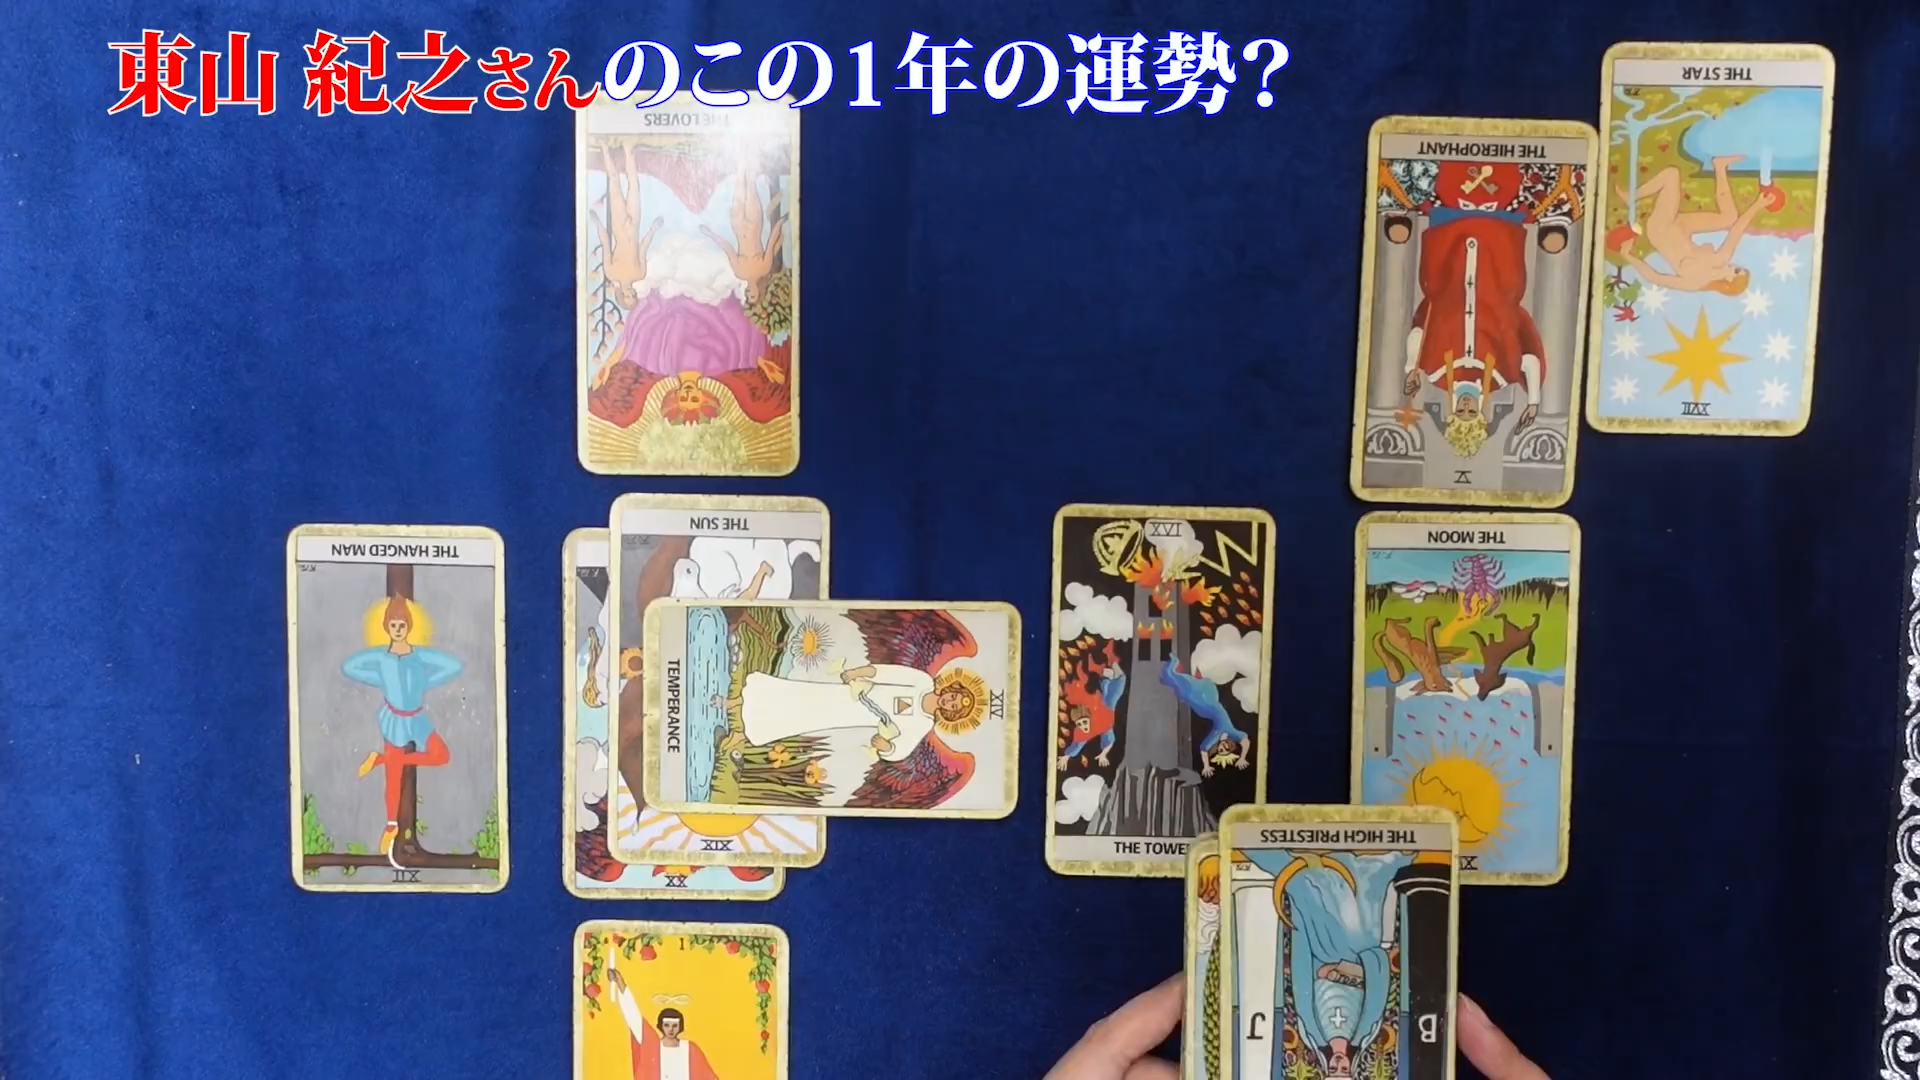 東山 紀之さんのこの1年の運勢?
THE STAR
THE LOVERS
THE HIEROPHANT
XVII
V
THE SUN
XVI
THE MOON
THE HANGED MAN
TEMPERANCE
XIV
THE TOWE
THE HIGH PRIESTESS
XIX
XII
XX
I
TORA
J
B